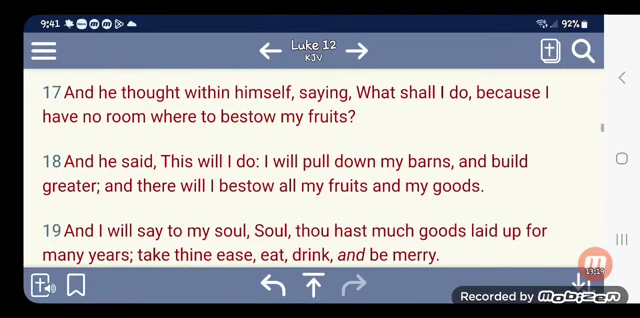 9:41
92%
Luke 12
KJV
17 And he thought within himself, saying, What shall I do, because I
have no room where to bestow my fruits?
18 And he said, This will I do: I will pull down my barns, and build
greater; and there will I bestow all my fruits and my goods.
19 And I will say to my soul, Soul, thou hast much goods laid up for
many years; take thine ease, eat, drink, and be merry.
13:19
Recorded by Mobizen